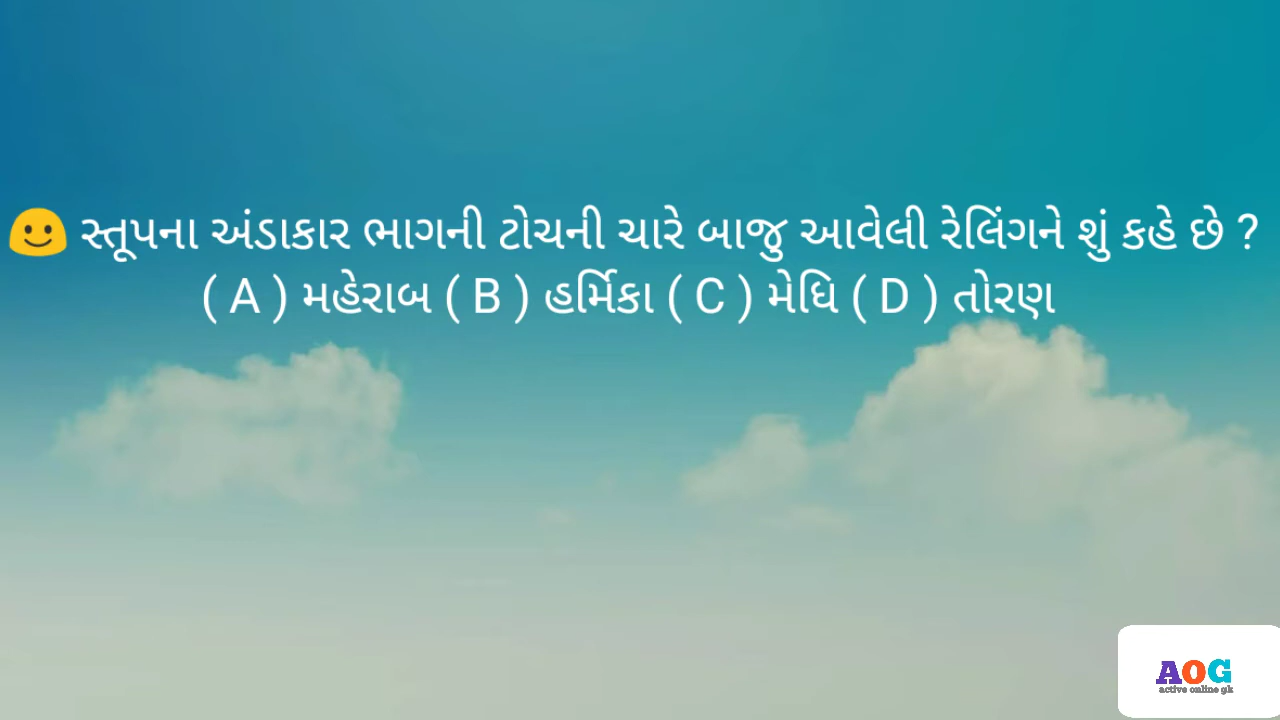 🙂 સ્તૂપના અંડાકાર ભાગની ટોચની ચારે બાજુ આવેલી રેલિંગને શું કહે છે ?
( A ) મહેરાબ ( B ) હર્મિકા ( C ) મેધિ ( D ) તોરણ
AOG
active online gk